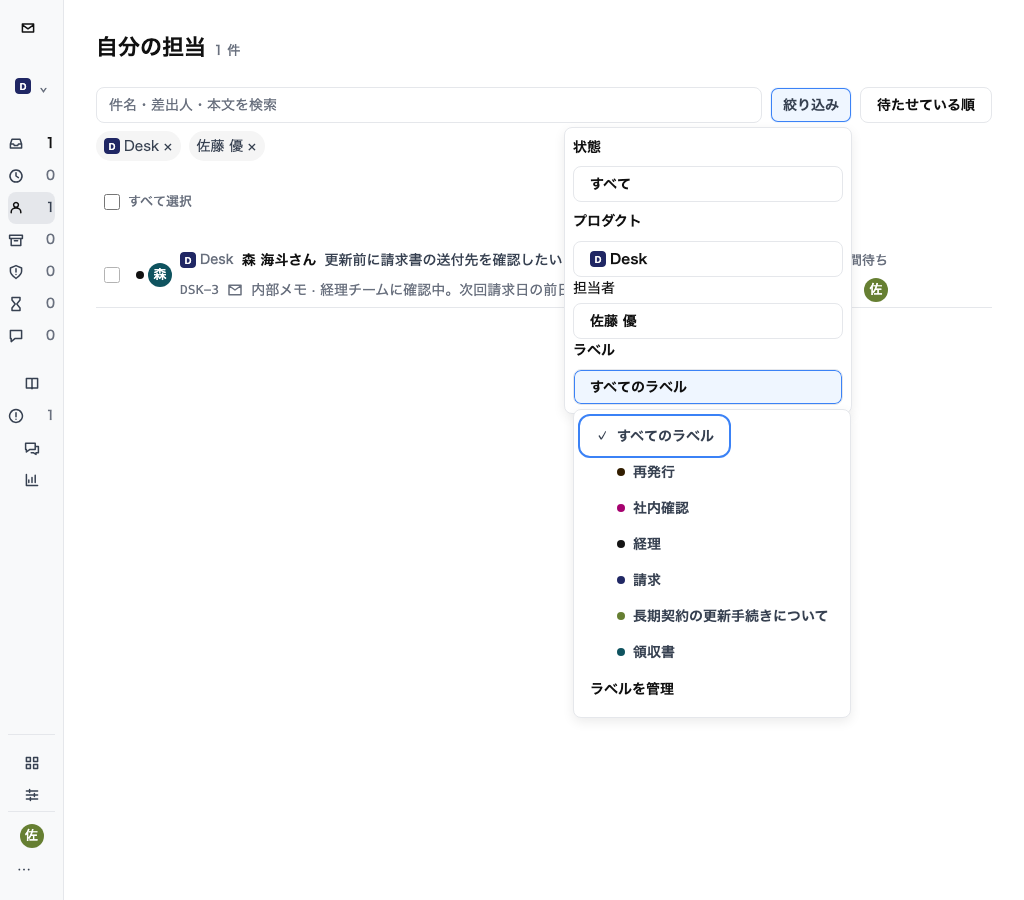 自分の担当 1 件
D
件名・差出人・本文を検索
絞り込み
待たせている順
D Desk ×
佐藤 優 ×
1
0
1
0
0
0
0
1
すべて選択
D Desk 森 海斗さん 更新前に請求書の送付先を確認したい
間待ち
森
DSK-3 内部メモ · 経理チームに確認中。次回請求日の前日
佐
状態
すべて
プロダクト
D Desk
担当者
佐藤 優
ラベル
すべてのラベル
✓ すべてのラベル
再発行
社内確認
経理
請求
長期契約の更新手続きについて
領収書
ラベルを管理
佐
…